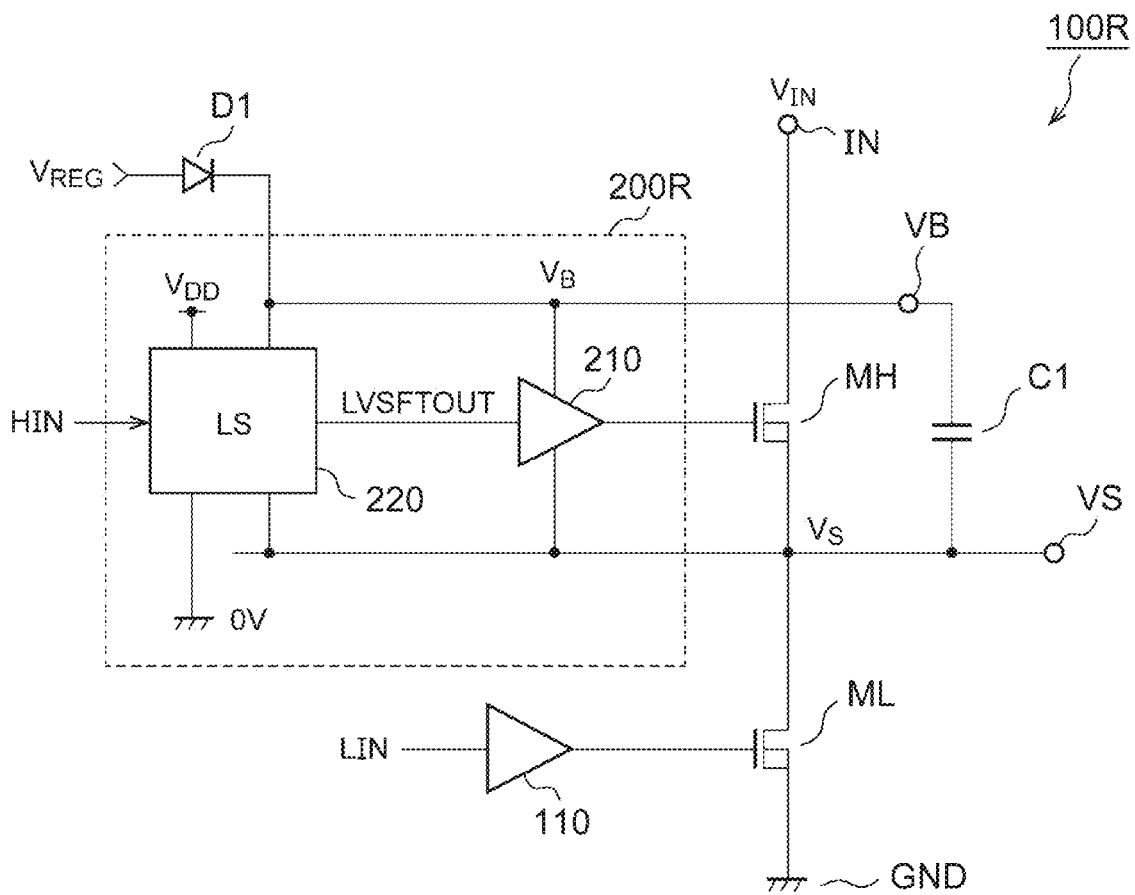 100R
D1
V_IN
IN
V_REG
200R
VB
V_DD
V_B
210
MH
C1
HIN
LS
LVSFTOUT
220
V_S
VS
0V
ML
LIN
110
GND